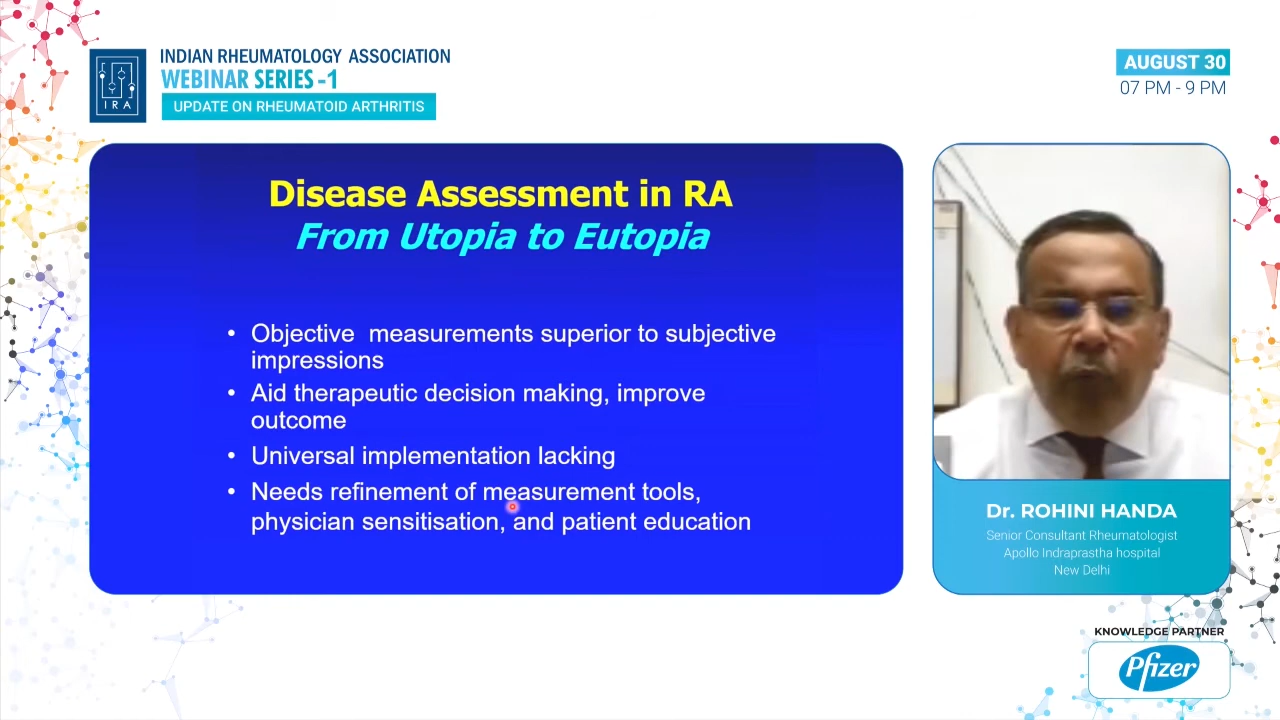 INDIAN RHEUMATOLOGY ASSOCIATION
WEBINAR SERIES -1
UPDATE ON RHEUMATOID ARTHRITIS
IRA
AUGUST 30
07 PM - 9 PM
Disease Assessment in RA
From Utopia to Eutopia
• Objective measurements superior to subjective
impressions
• Aid therapeutic decision making, improve
outcome
• Universal implementation lacking
• Needs refinement of measurement tools,
physician sensitisation, and patient education
Dr. ROHINI HANDA
Senior Consultant Rheumatologist
Apollo Indraprastha hospital
New Delhi
KNOWLEDGE PARTNER
Pfizer